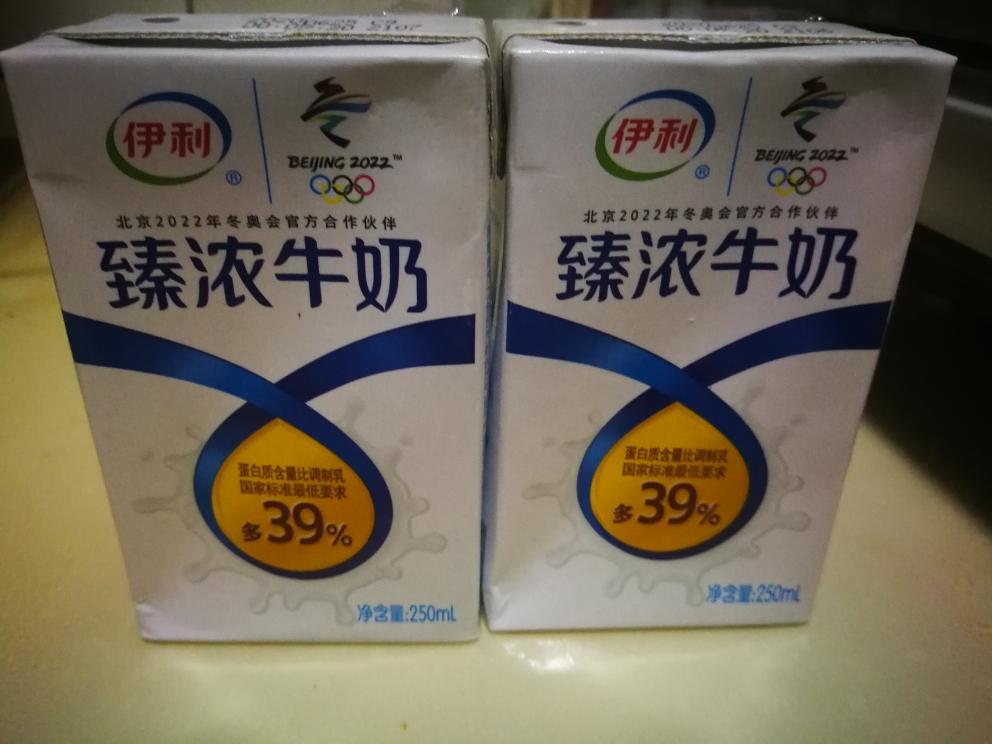 伊利
®
BEIJING 2022™
北京2022年冬奥会官方合作伙伴
臻浓牛奶
蛋白质含量比调制乳
国家标准最低要求
多39%
净含量:250mL
伊利
®
BEIJING 2022™
北京2022年冬奥会官方合作伙伴
臻浓牛奶
蛋白质含量比调制乳
国家标准最低要求
多39%
净含量:250mL